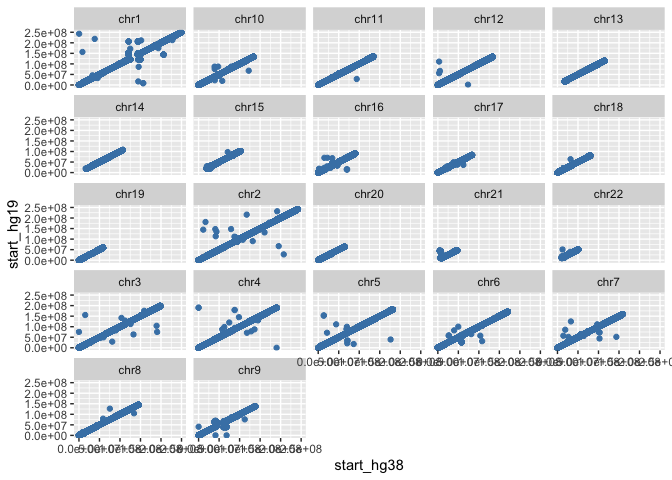 chr1 chr10 chr11 chr12 chr13
2.5e+08
2.0e+08
1.5e+08
1.0e+08
5.0e+07
0.0e+00
chr14 chr15 chr16 chr17 chr18
2.5e+08
2.0e+08
1.5e+08
1.0e+08
5.0e+07
0.0e+00
chr19 chr2 chr20 chr21 chr22
2.5e+08
2.0e+08
1.5e+08
1.0e+08
5.0e+07
0.0e+00
chr3 chr4 chr5 chr6 chr7
2.5e+08
2.0e+08
1.5e+08
1.0e+08
5.0e+07
0.0e+00
chr8 chr9
2.5e+08
2.0e+08
1.5e+08
1.0e+08
5.0e+07
0.0e+00
start_hg19
start_hg38